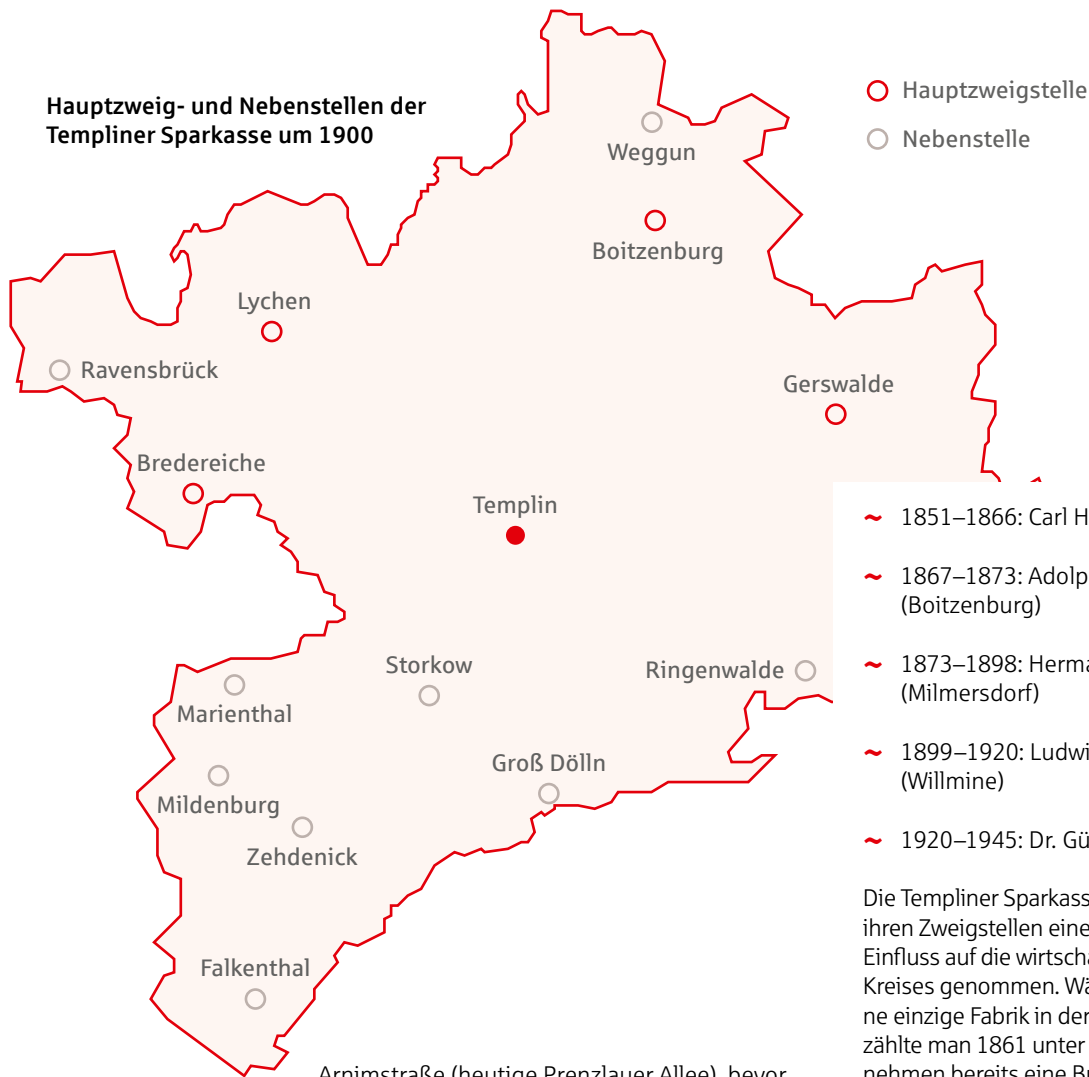 Hauptzweig- und Nebenstellen der
Templiner Sparkasse um 1900
Hauptzweigstelle
Nebenstelle
Weggun
Boitzenburg
Lychen
Ravensbrück
Gerswalde
Bredereiche
Templin
Storkow
Ringenwalde
Marienthal
Groß Dölln
Mildenburg
Zehdenick
Falkenthal
~ 1851–1866: Carl H
~ 1867–1873: Adolp
(Boitzenburg)
~ 1873–1898: Herma
(Milmersdorf)
~ 1899–1920: Ludwi
(Willmine)
~ 1920–1945: Dr. Gü
Die Templiner Sparkass
ihren Zweigstellen eine
Einfluss auf die wirtscha
Kreises genommen. Wä
ne einzige Fabrik in der
zählte man 1861 unter
Arnimstraße (heutige Prenzlauer Allee), bevor
nehmen bereits eine